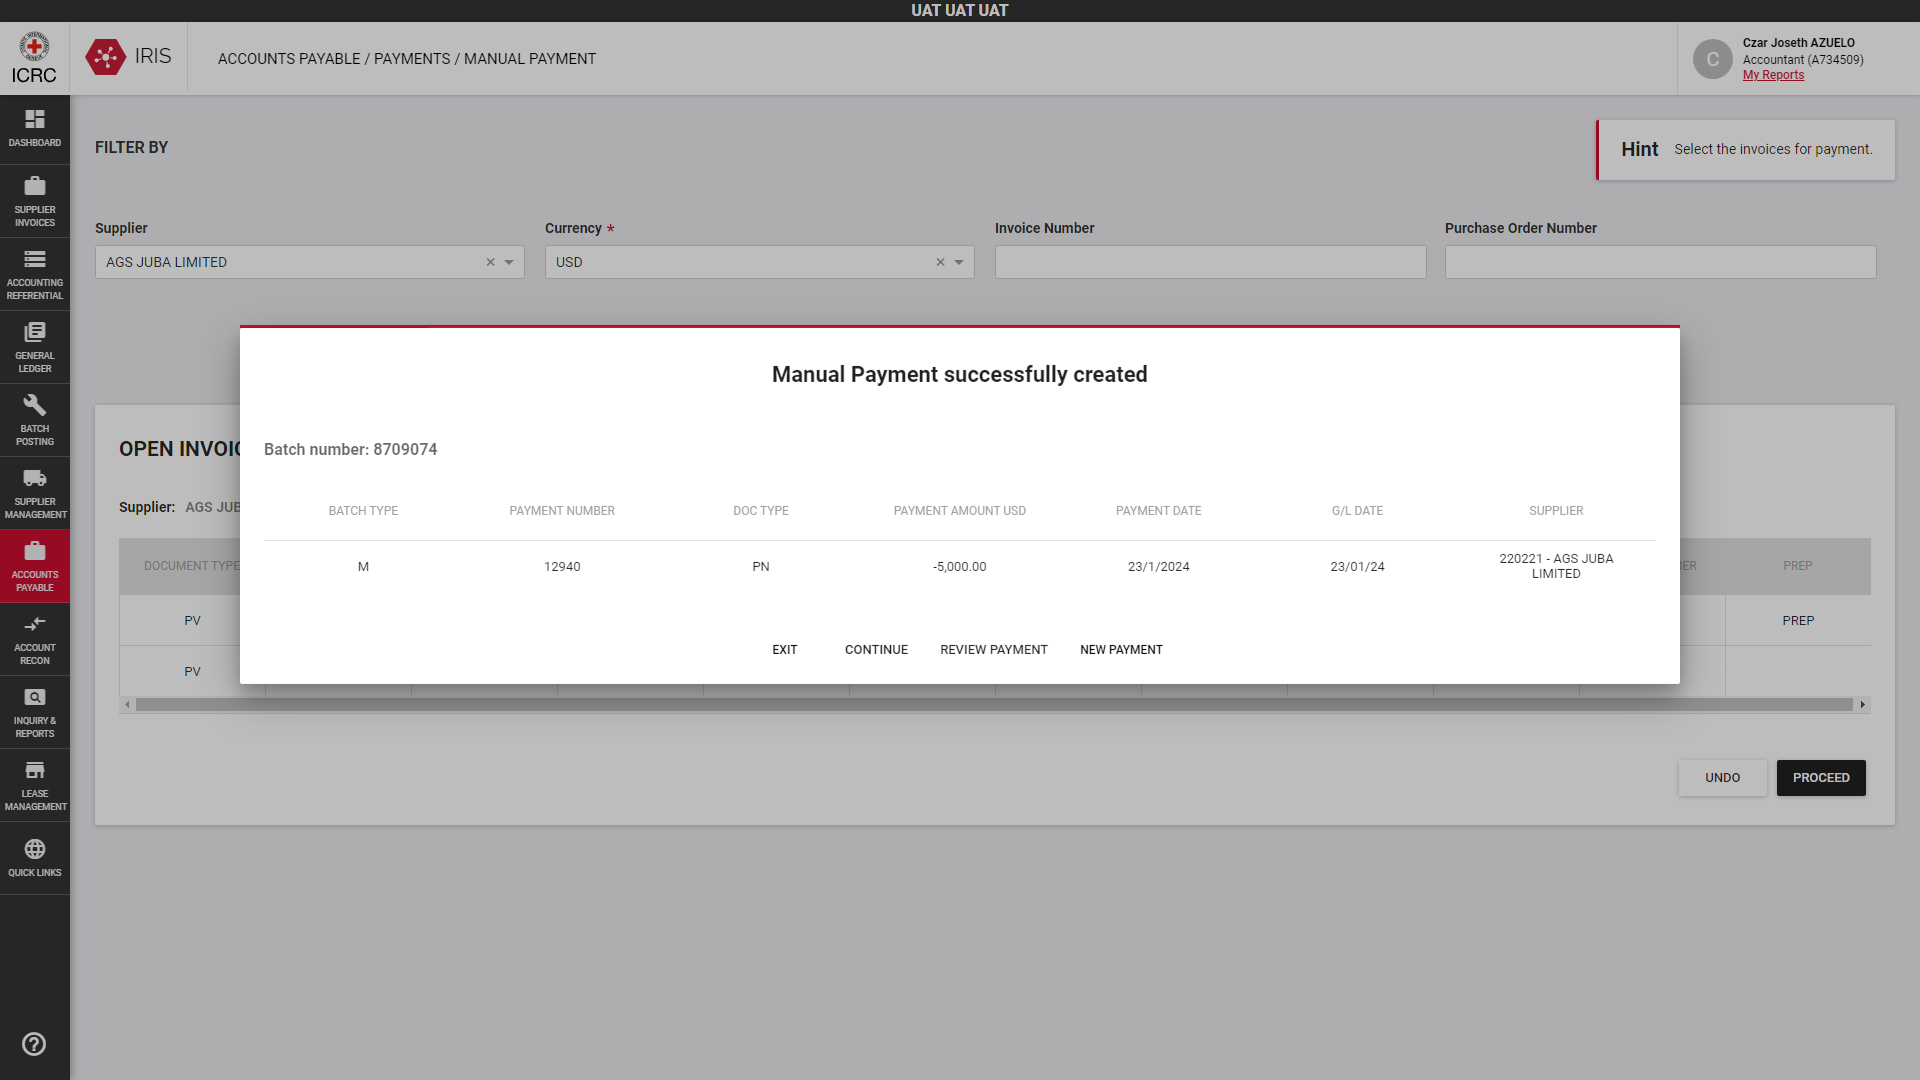 UAT UAT UAT
ICRC
IRIS
ACCOUNTS PAYABLE / PAYMENTS / MANUAL PAYMENT
C
Czar Joseth AZUELO
Accountant (A734509)
My Reports
DASHBOARD
SUPPLIER
INVOICES
ACCOUNTING
REFERENTIAL
GENERAL
LEDGER
BATCH
POSTING
SUPPLIER
MANAGEMENT
ACCOUNTS
PAYABLE
ACCOUNT
RECON
INQUIRY &
REPORTS
LEASE
MANAGEMENT
QUICK LINKS
FILTER BY
Hint Select the invoices for payment.
Supplier Currency * Invoice Number Purchase Order Number
AGS JUBA LIMITED × USD ×
Manual Payment successfully created
Batch number: 8709074
BATCH TYPE PAYMENT NUMBER DOC TYPE PAYMENT AMOUNT USD PAYMENT DATE G/L DATE SUPPLIER
M 12940 PN -5,000.00 23/1/2024 23/01/24 220221 - AGS JUBA
LIMITED
EXIT CONTINUE REVIEW PAYMENT NEW PAYMENT
OPEN INVOIC
Supplier: AGS JUB
DOCUMENT TYPE ER PREP
PV PREP
PV
UNDO PROCEED